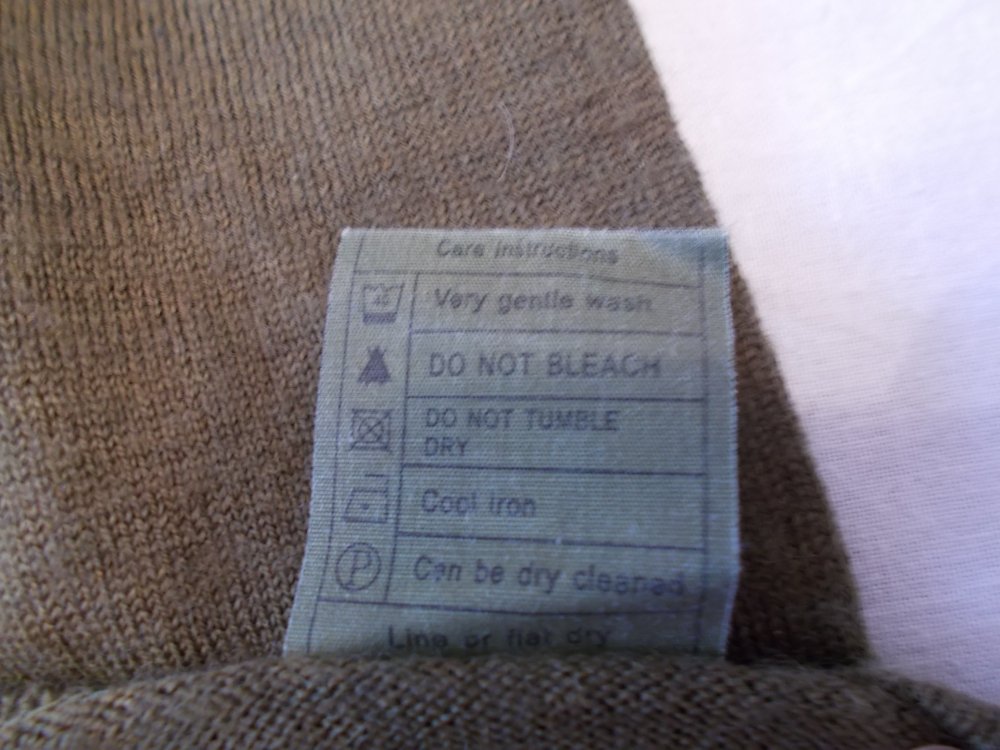 Care instructions
40 Very gentle wash
DO NOT BLEACH
DO NOT TUMBLE
DRY
Cool iron
P Can be dry cleaned
Line or flat dry